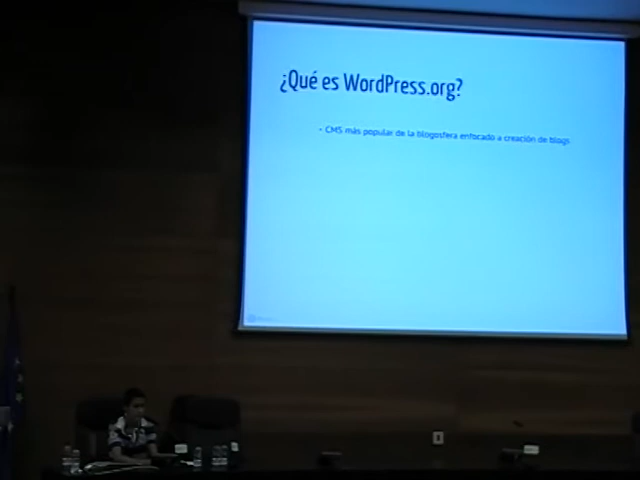 ¿Qué es WordPress.org?
• CMS más popular de la blogosfera enfocado a creación de blogs